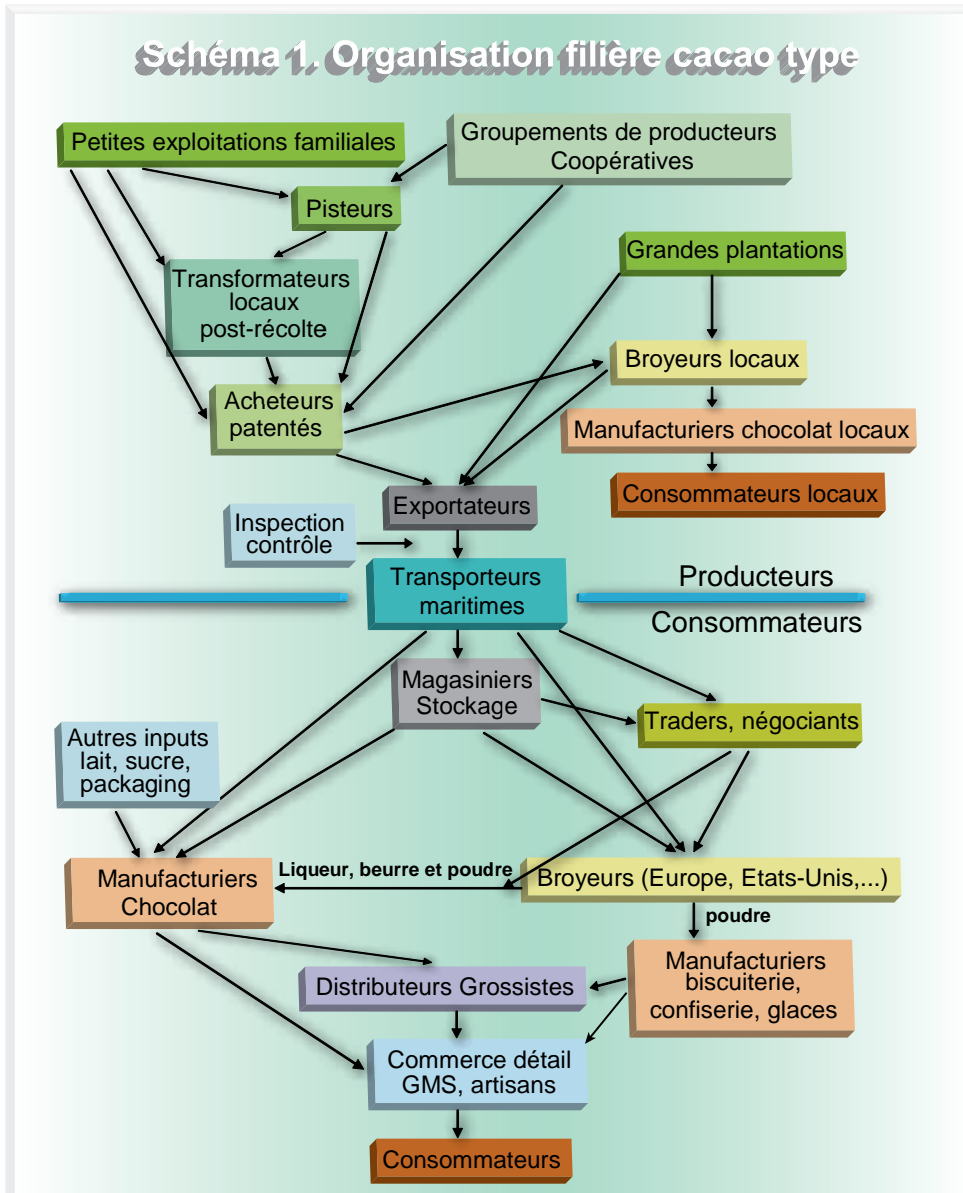 Schéma 1. Organisation filière cacao type
Petites exploitations familiales
Groupements de producteurs
Coopératives
Pisteurs
Grandes plantations
Transformateurs
locaux
post-récolte
Broyeurs locaux
Acheteurs
patentés
Manufacturiers chocolat locaux
Consommateurs locaux
Exportateurs
Inspection
contrôle
Transporteurs
maritimes
Producteurs
Consommateurs
Magasiniers
Stockage
Traders, négociants
Autres inputs
lait, sucre,
packaging
Manufacturiers
Chocolat
Liqueur, beurre et poudre
Broyeurs (Europe, Etats-Unis,...)
poudre
Manufacturiers
biscuiterie,
confiserie, glaces
Distributeurs Grossistes
Commerce détail
GMS, artisans
Consommateurs